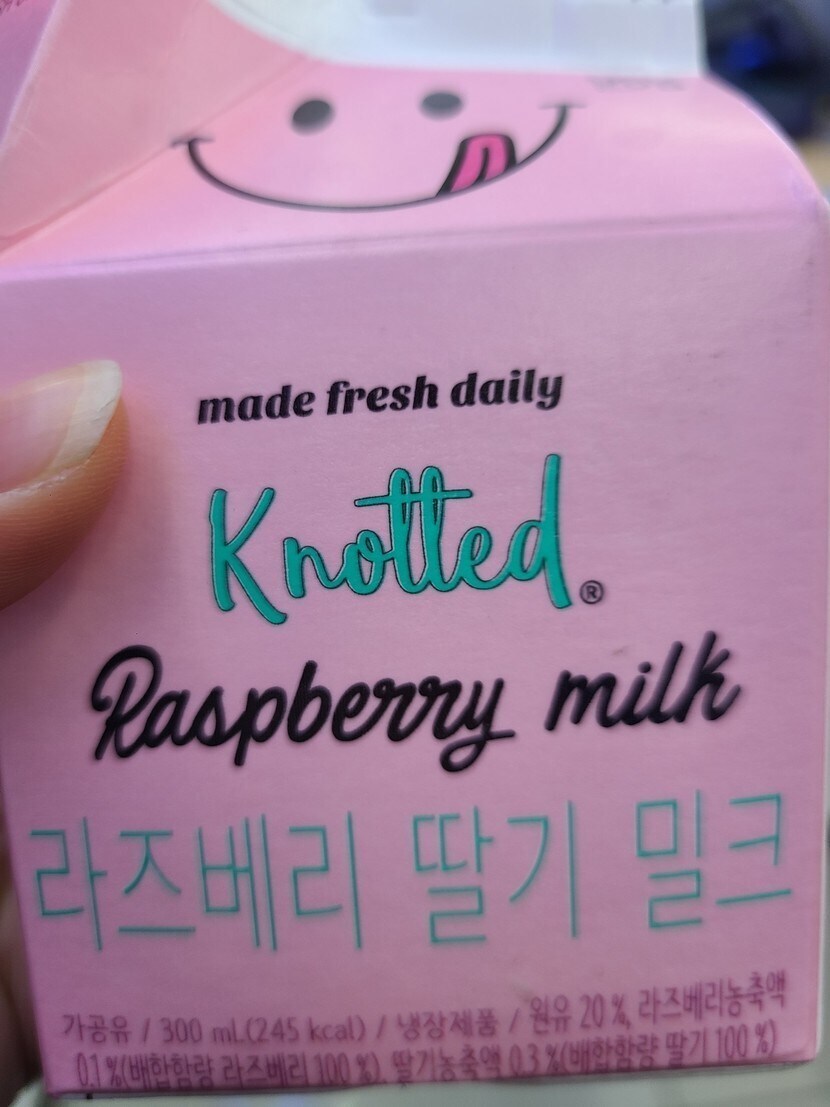 made fresh daily
Knotted®
Raspberry milk
라즈베리 딸기 밀크
가공유 / 300 mL(245 kcal) / 냉장제품 / 원유 20 %, 라즈베리농축액
0.1 %(배합함량 라즈베리 100 %), 딸기농축액 0.3 %(배합함량 딸기 100 %)